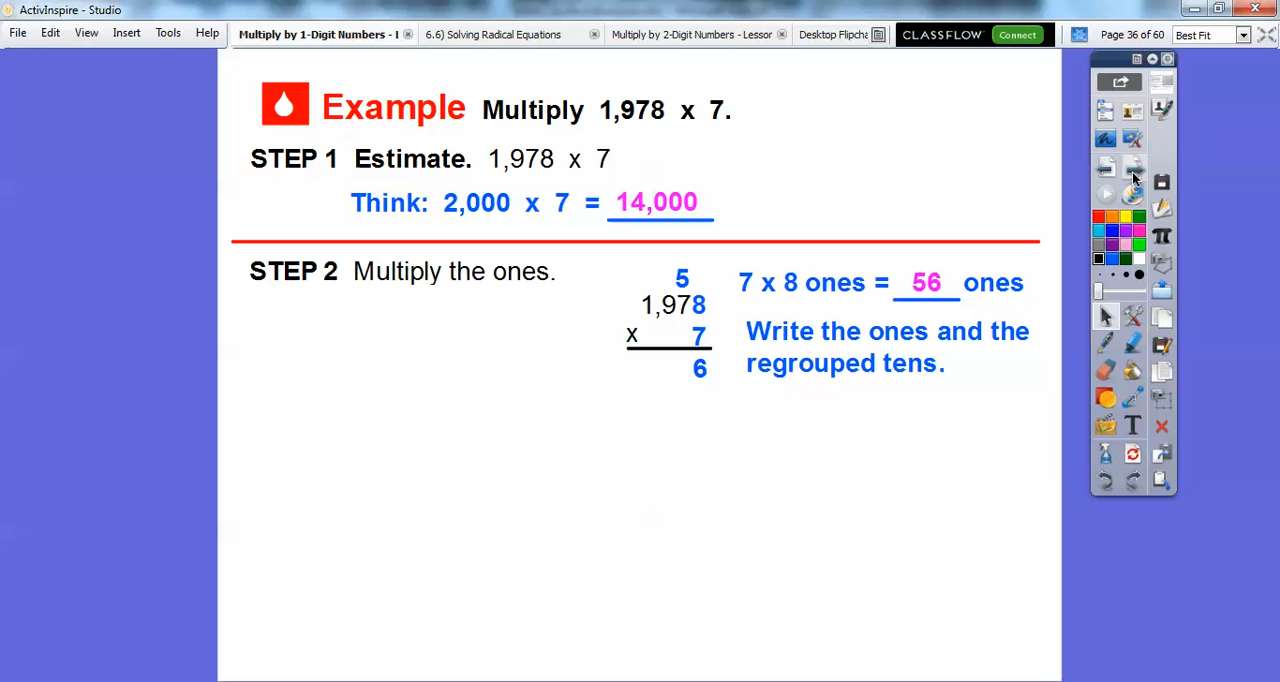 ActivInspire - Studio
File Edit View Insert Tools Help
Multiply by 1-Digit Numbers - I
6.6) Solving Radical Equations
Multiply by 2-Digit Numbers - Lessor
Desktop Flipcha
CLASSFLOW Connect
Page 36 of 60
Best Fit
Example Multiply 1,978 x 7.
STEP 1 Estimate. 1,978 x 7
Think: 2,000 x 7 = 14,000
STEP 2 Multiply the ones.
5
1,978
x 7
6
7 x 8 ones = 56 ones
Write the ones and the
regrouped tens.